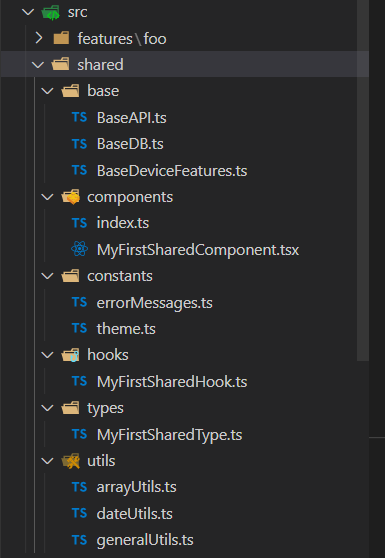 src
features\foo
shared
base
TS BaseAPI.ts
TS BaseDB.ts
TS BaseDeviceFeatures.ts
components
TS index.ts
MyFirstSharedComponent.tsx
constants
TS errorMessages.ts
TS theme.ts
hooks
TS MyFirstSharedHook.ts
types
TS MyFirstSharedType.ts
utils
TS arrayUtils.ts
TS dateUtils.ts
TS generalUtils.ts